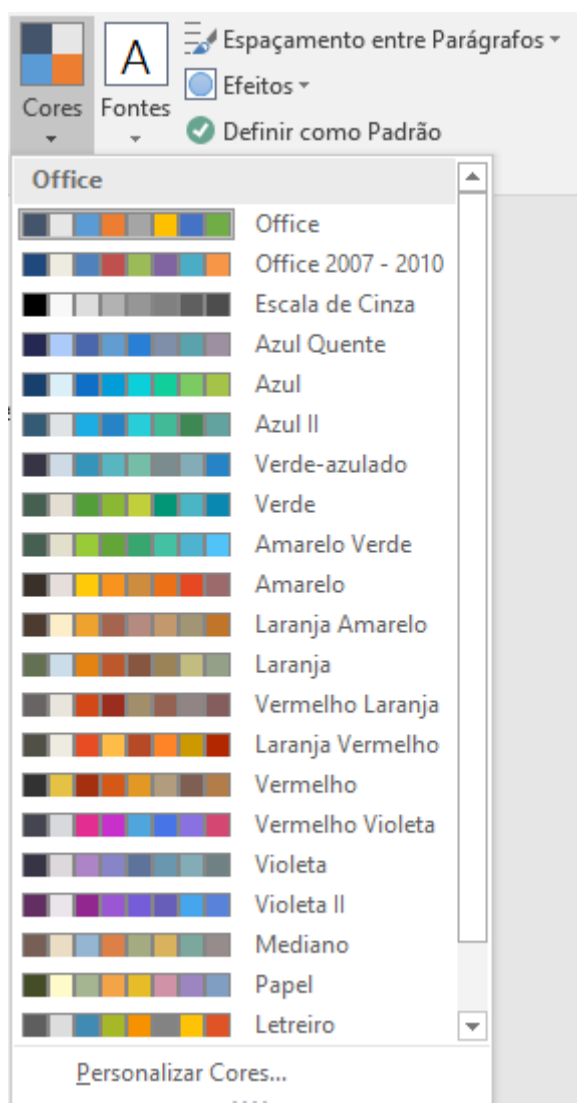 A
Cores
Fontes
Espaçamento entre Parágrafos
Efeitos
Definir como Padrão
Office
Office
Office 2007 - 2010
Escala de Cinza
Azul Quente
Azul
Azul II
Verde-azulado
Verde
Amarelo Verde
Amarelo
Laranja Amarelo
Laranja
Vermelho Laranja
Laranja Vermelho
Vermelho
Vermelho Violeta
Violeta
Violeta II
Mediano
Papel
Letreiro
Personalizar Cores...